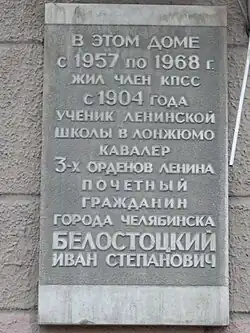 В ЭТОМ ДОМЕ
С 1957 ПО 1968 Г.
ЖИЛ ЧЛЕН КПСС
С 1904 ГОДА
УЧЕНИК ЛЕНИНСКОЙ
ШКОЛЫ В ЛОНЖЮМО
КАВАЛЕР
3-Х ОРДЕНОВ ЛЕНИНА
ПОЧЕТНЫЙ
ГРАЖДАНИН
ГОРОДА ЧЕЛЯБИНСКА
БЕЛОСТОЦКИЙ
ИВАН СТЕПАНОВИЧ